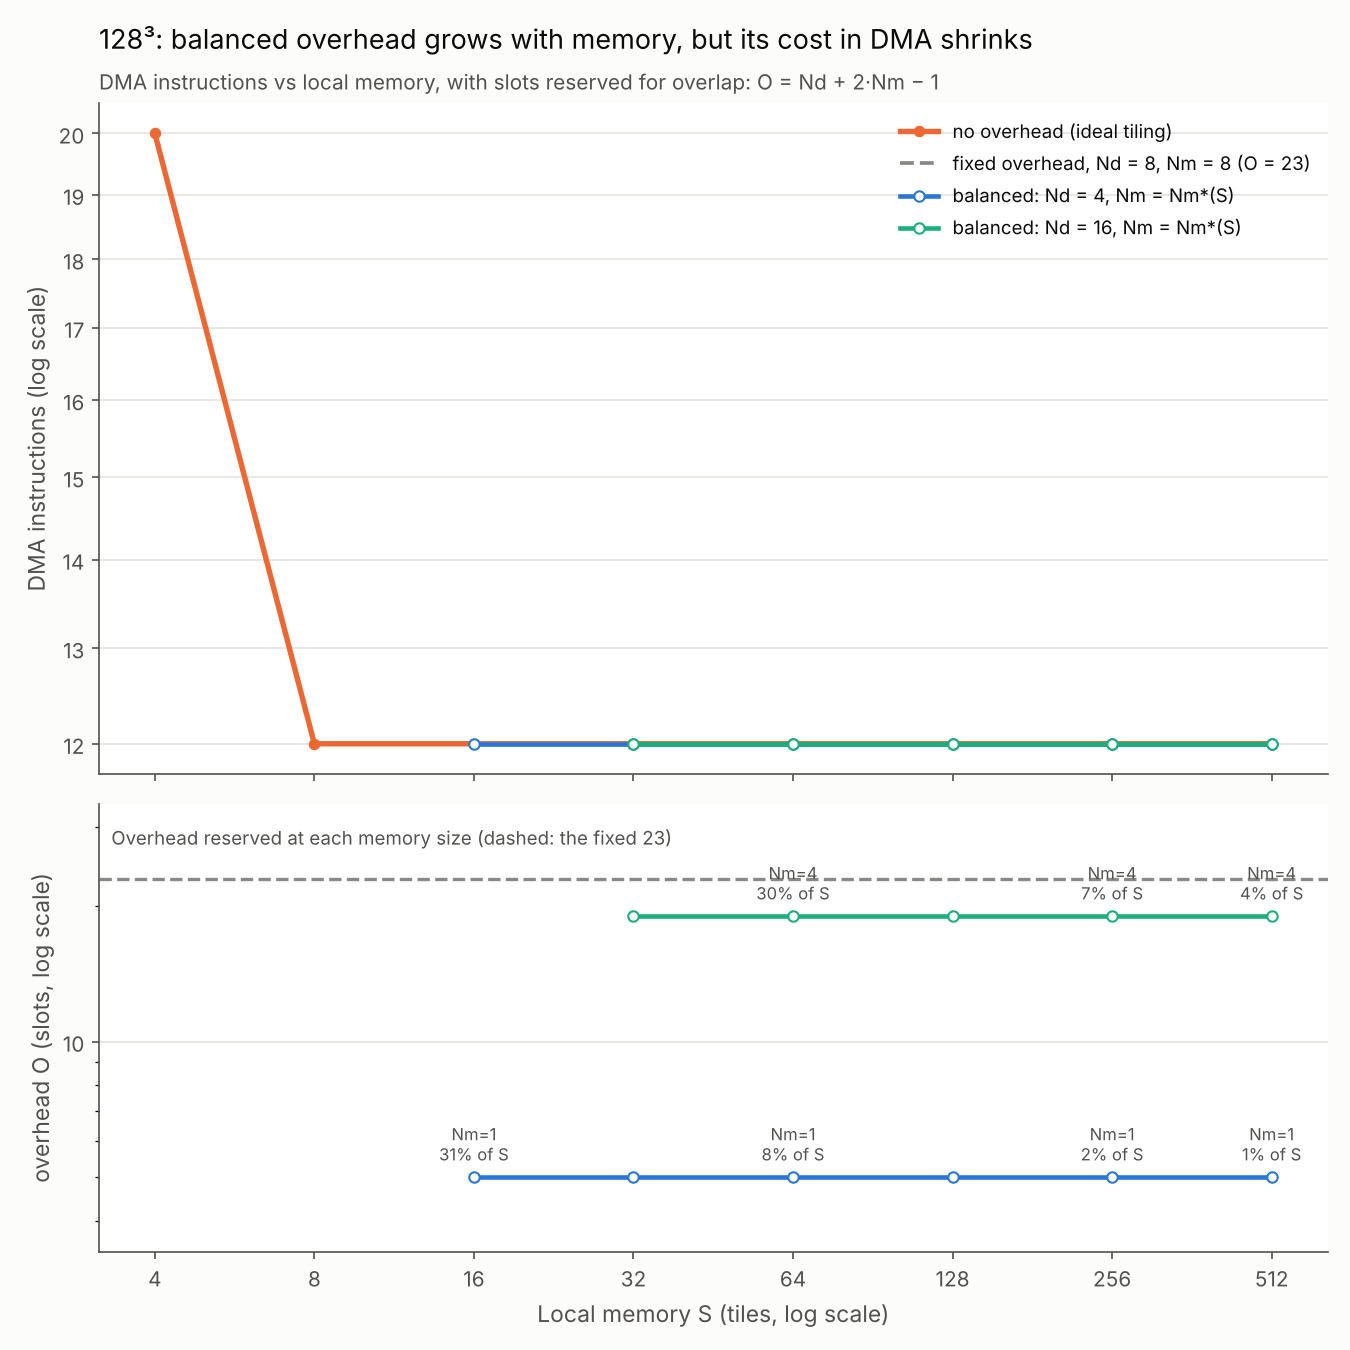 128³: balanced overhead grows with memory, but its cost in DMA shrinks
DMA instructions vs local memory, with slots reserved for overlap: O = Nd + 2·Nm − 1
no overhead (ideal tiling)
fixed overhead, Nd = 8, Nm = 8 (O = 23)
balanced: Nd = 4, Nm = Nm*(S)
balanced: Nd = 16, Nm = Nm*(S)
DMA instructions (log scale)
20
19
18
17
16
15
14
13
12
Overhead reserved at each memory size (dashed: the fixed 23)
overhead O (slots, log scale)
10
Nm=4
30% of S
Nm=4
7% of S
Nm=4
4% of S
Nm=1
31% of S
Nm=1
8% of S
Nm=1
2% of S
Nm=1
1% of S
4
8
16
32
64
128
256
512
Local memory S (tiles, log scale)